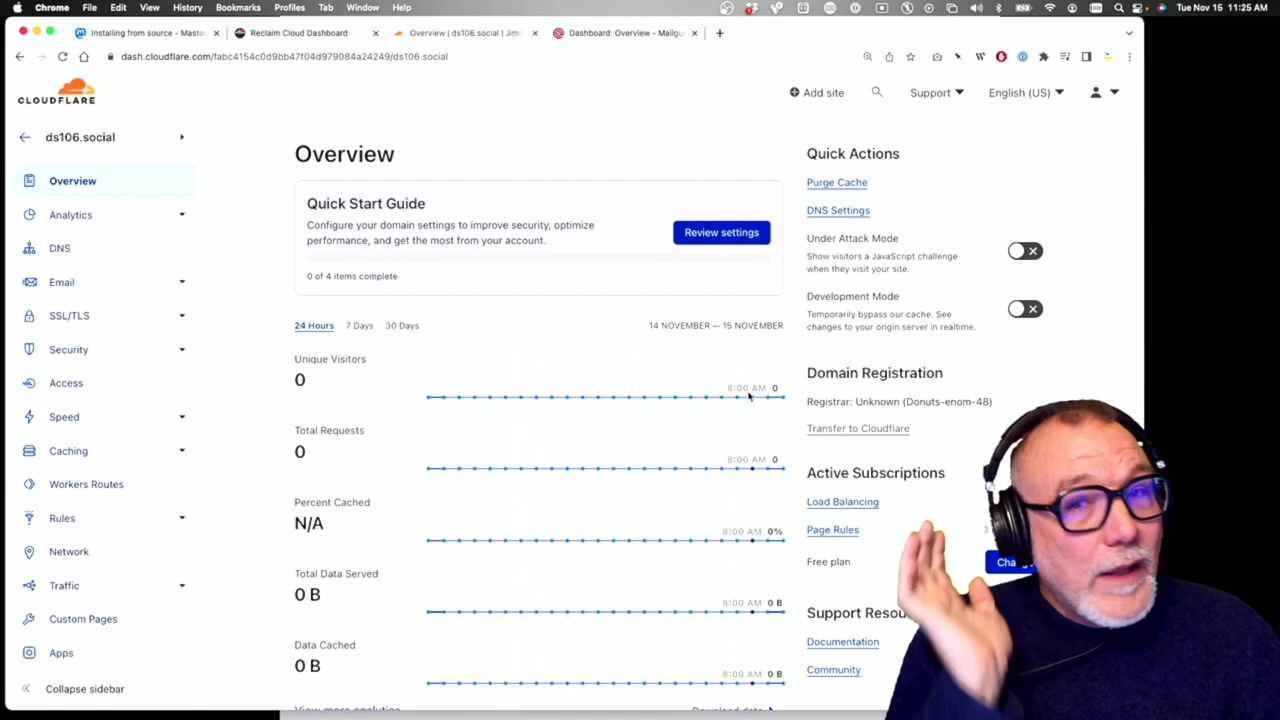 Chrome File Edit View History Bookmarks Profiles Tab Window Help
Tue Nov 15 11:25 AM
Installing from source - Masto
Reclaim Cloud Dashboard
Overview | ds106.social | Jim
Dashboard: Overview - Mailgu
dash.cloudflare.com/fabc4154c0d9bb47f04d979084a24249/ds106.social
CLOUDFLARE
Add site
Support
English (US)
ds106.social
Overview
Analytics
DNS
Email
SSL/TLS
Security
Access
Speed
Caching
Workers Routes
Rules
Network
Traffic
Custom Pages
Apps
Collapse sidebar
Overview
Quick Start Guide
Configure your domain settings to improve security, optimize
performance, and get the most from your account.
Review settings
0 of 4 items complete
24 Hours 7 Days 30 Days
14 NOVEMBER — 15 NOVEMBER
Unique Visitors
0
8:00 AM 0
Total Requests
0
8:00 AM 0
Percent Cached
N/A
8:00 AM 0%
Total Data Served
0 B
8:00 AM 0 B
Data Cached
0 B
8:00 AM 0 B
View more analytics
Download data
Quick Actions
Purge Cache
DNS Settings
Under Attack Mode
Show visitors a JavaScript challenge
when they visit your site.
Development Mode
Temporarily bypass our cache. See
changes to your origin server in realtime.
Domain Registration
Registrar: Unknown (Donuts-enom-48)
Transfer to Cloudflare
Active Subscriptions
Load Balancing
Page Rules
3
Free plan
Support Resou
Documentation
Community